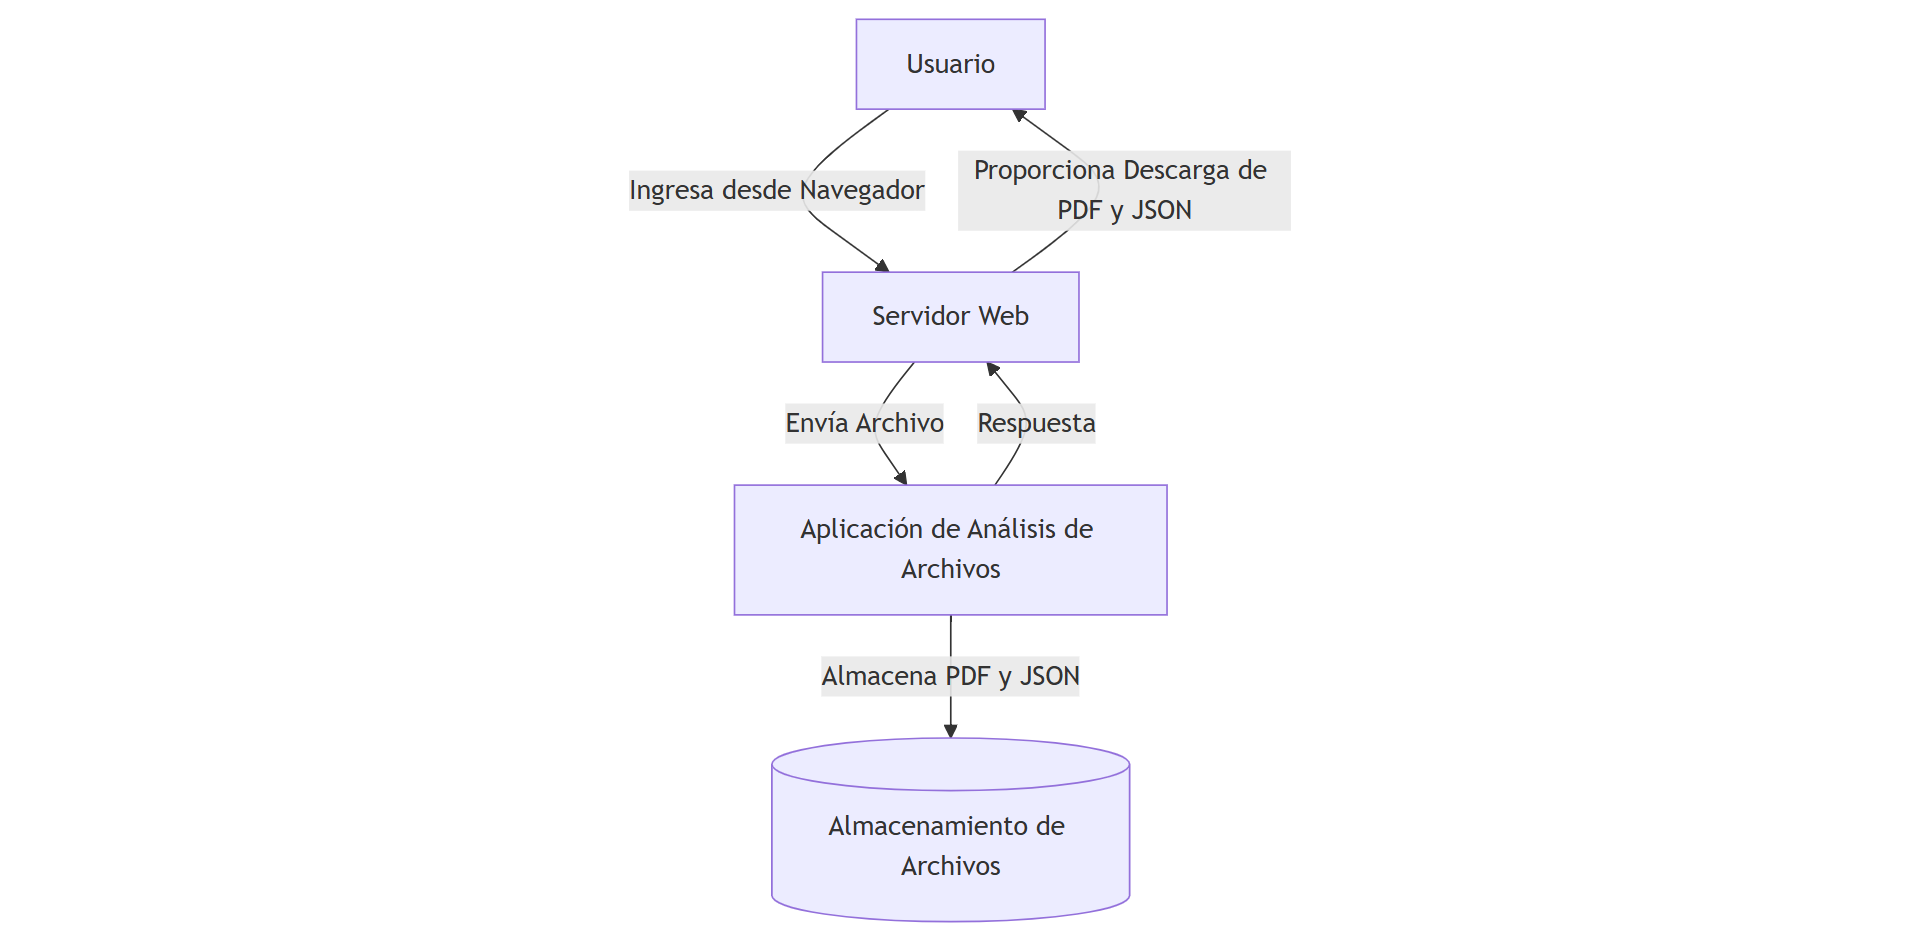 Usuario
Ingresa desde Navegador
Proporciona Descarga de
PDF y JSON
Servidor Web
Envía Archivo
Respuesta
Aplicación de Análisis de
Archivos
Almacena PDF y JSON
Almacenamiento de
Archivos